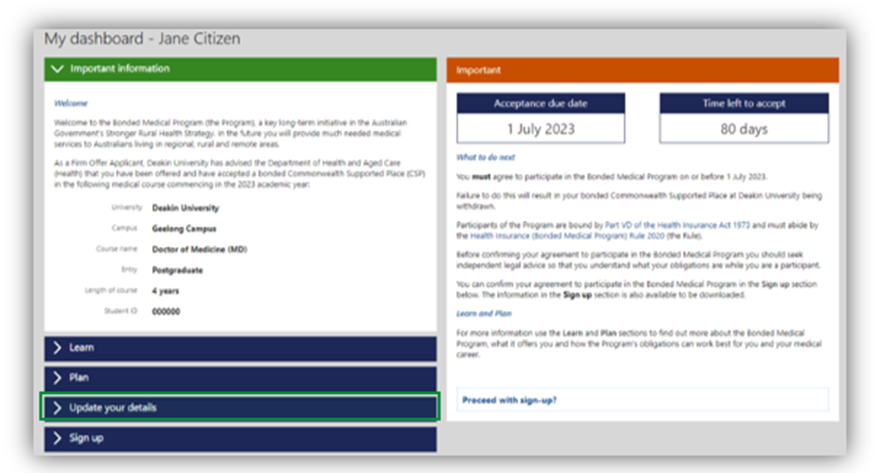 My dashboard - Jane Citizen
Important information
Welcome
Welcome to the Bonded Medical Program (the Program), a key long-term initiative in the Australian
Government's Stronger Rural Health Strategy. In the future you will provide much needed medical
services to Australians living in regional, rural and remote areas.
As a Firm Offer Applicant, Deakin University has advised the Department of Health and Aged Care
(Health) that you have been offered and have accepted a bonded Commonwealth Supported Place (CSP)
in the following medical course commencing in the 2023 academic year:
University Deakin University
Campus Geelong Campus
Course name Doctor of Medicine (MD)
Entry Postgraduate
Length of course 4 years
Student ID 000000
Learn
Plan
Update your details
Sign up
Important
Acceptance due date
1 July 2023
Time left to accept
80 days
What to do next
You must agree to participate in the Bonded Medical Program on or before 1 July 2023.
Failure to do this will result in your bonded Commonwealth Supported Place at Deakin University being
withdrawn.
Participants of the Program are bound by Part VD of the Health Insurance Act 1973 and must abide by
the Health Insurance (Bonded Medical Program) Rule 2020 (the Rule).
Before confirming your agreement to participate in the Bonded Medical Program you should seek
independent legal advice so that you understand what your obligations are while you are a participant.
You can confirm your agreement to participate in the Bonded Medical Program in the Sign up section
below. The information in the Sign up section is also available to be downloaded.
Learn and Plan
For more information use the Learn and Plan sections to find out more about the Bonded Medical
Program, what it offers you and how the Program's obligations can work best for you and your medical
career.
Proceed with sign-up?